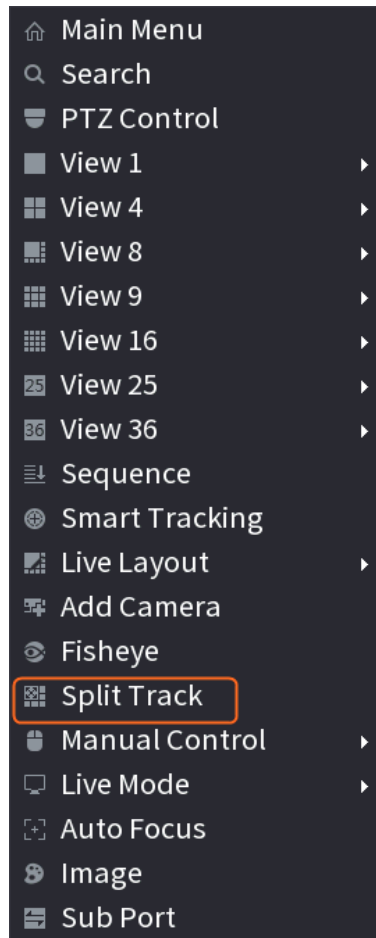 Main Menu
Search
PTZ Control
View 1
View 4
View 8
View 9
View 16
25 View 25
36 View 36
Sequence
Smart Tracking
Live Layout
Add Camera
Fisheye
Split Track
Manual Control
Live Mode
Auto Focus
Image
Sub Port